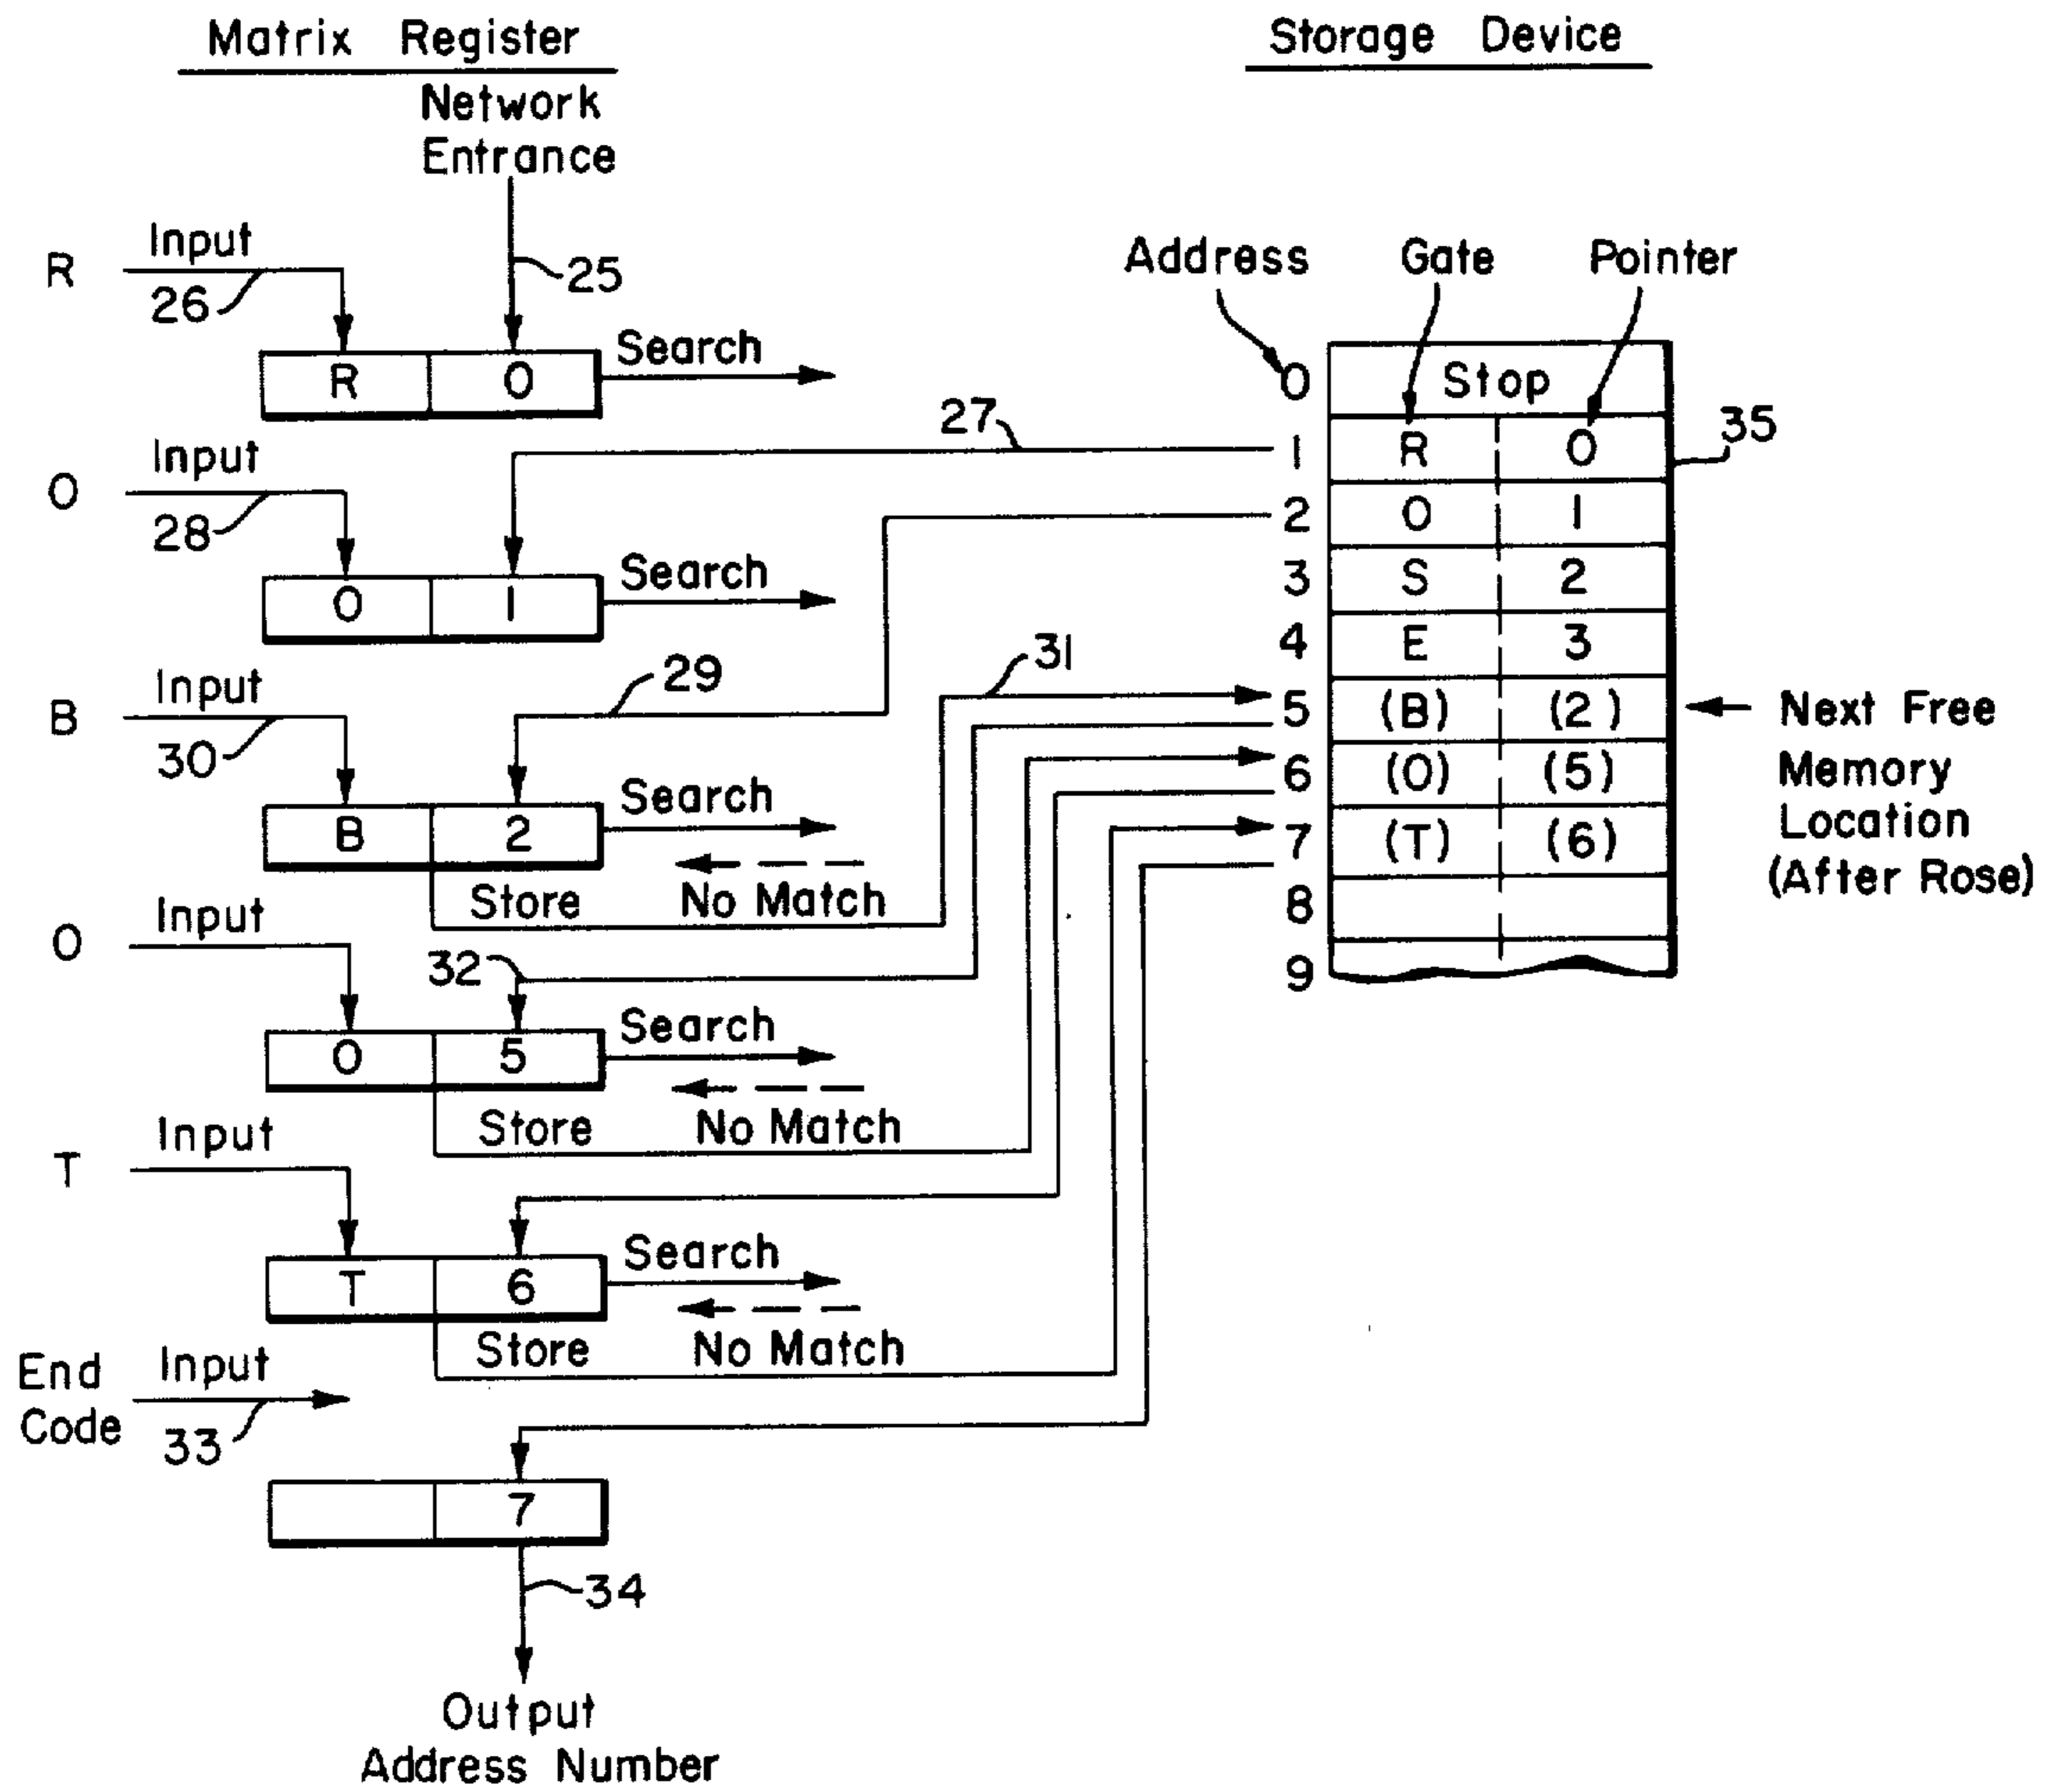 Matrix Register
Network
Entrance
Input
R
26
25
R 0
Search
Input
O
28
O 1
Search
Input
B
30
29
B 2
Search
Store
No Match
Input
O
32
O 5
Search
Store
No Match
Input
T
T 6
Search
Store
No Match
End
Code
Input
33
7
34
Output
Address Number
27
31
Storage Device
Address Gate Pointer
0 Stop
1 R 0
35
2 O 1
3 S 2
4 E 3
5 (B) (2)
6 (O) (5)
7 (T) (6)
8
9
Next Free
Memory
Location
(After Rose)